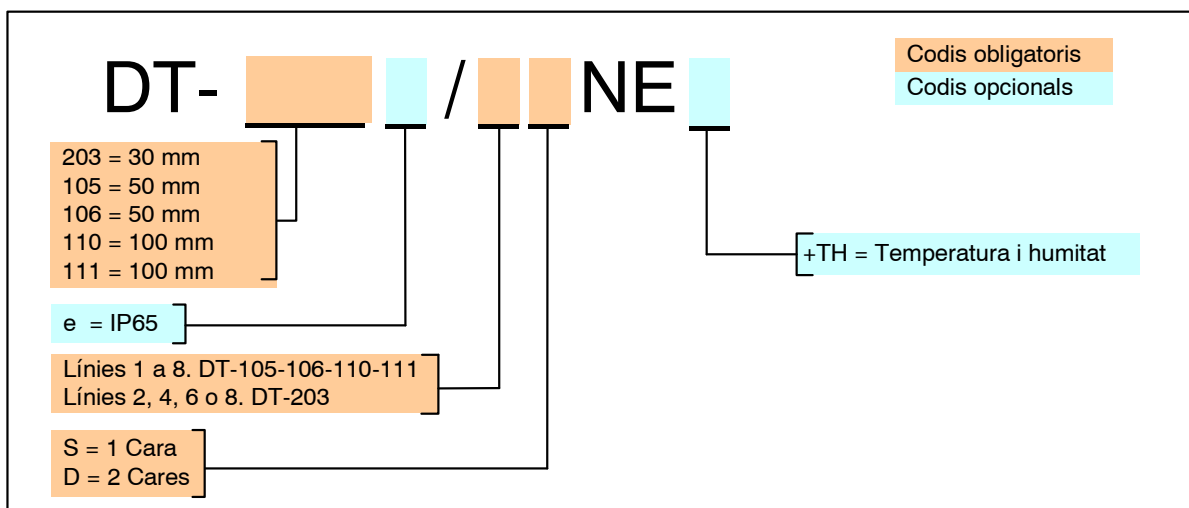 DT- / NE
Codis obligatoris
Codis opcionals
203 = 30 mm
105 = 50 mm
106 = 50 mm
110 = 100 mm
111 = 100 mm
+TH = Temperatura i humitat
e = IP65
Línies 1 a 8. DT-105-106-110-111
Línies 2, 4, 6 o 8. DT-203
S = 1 Cara
D = 2 Cares